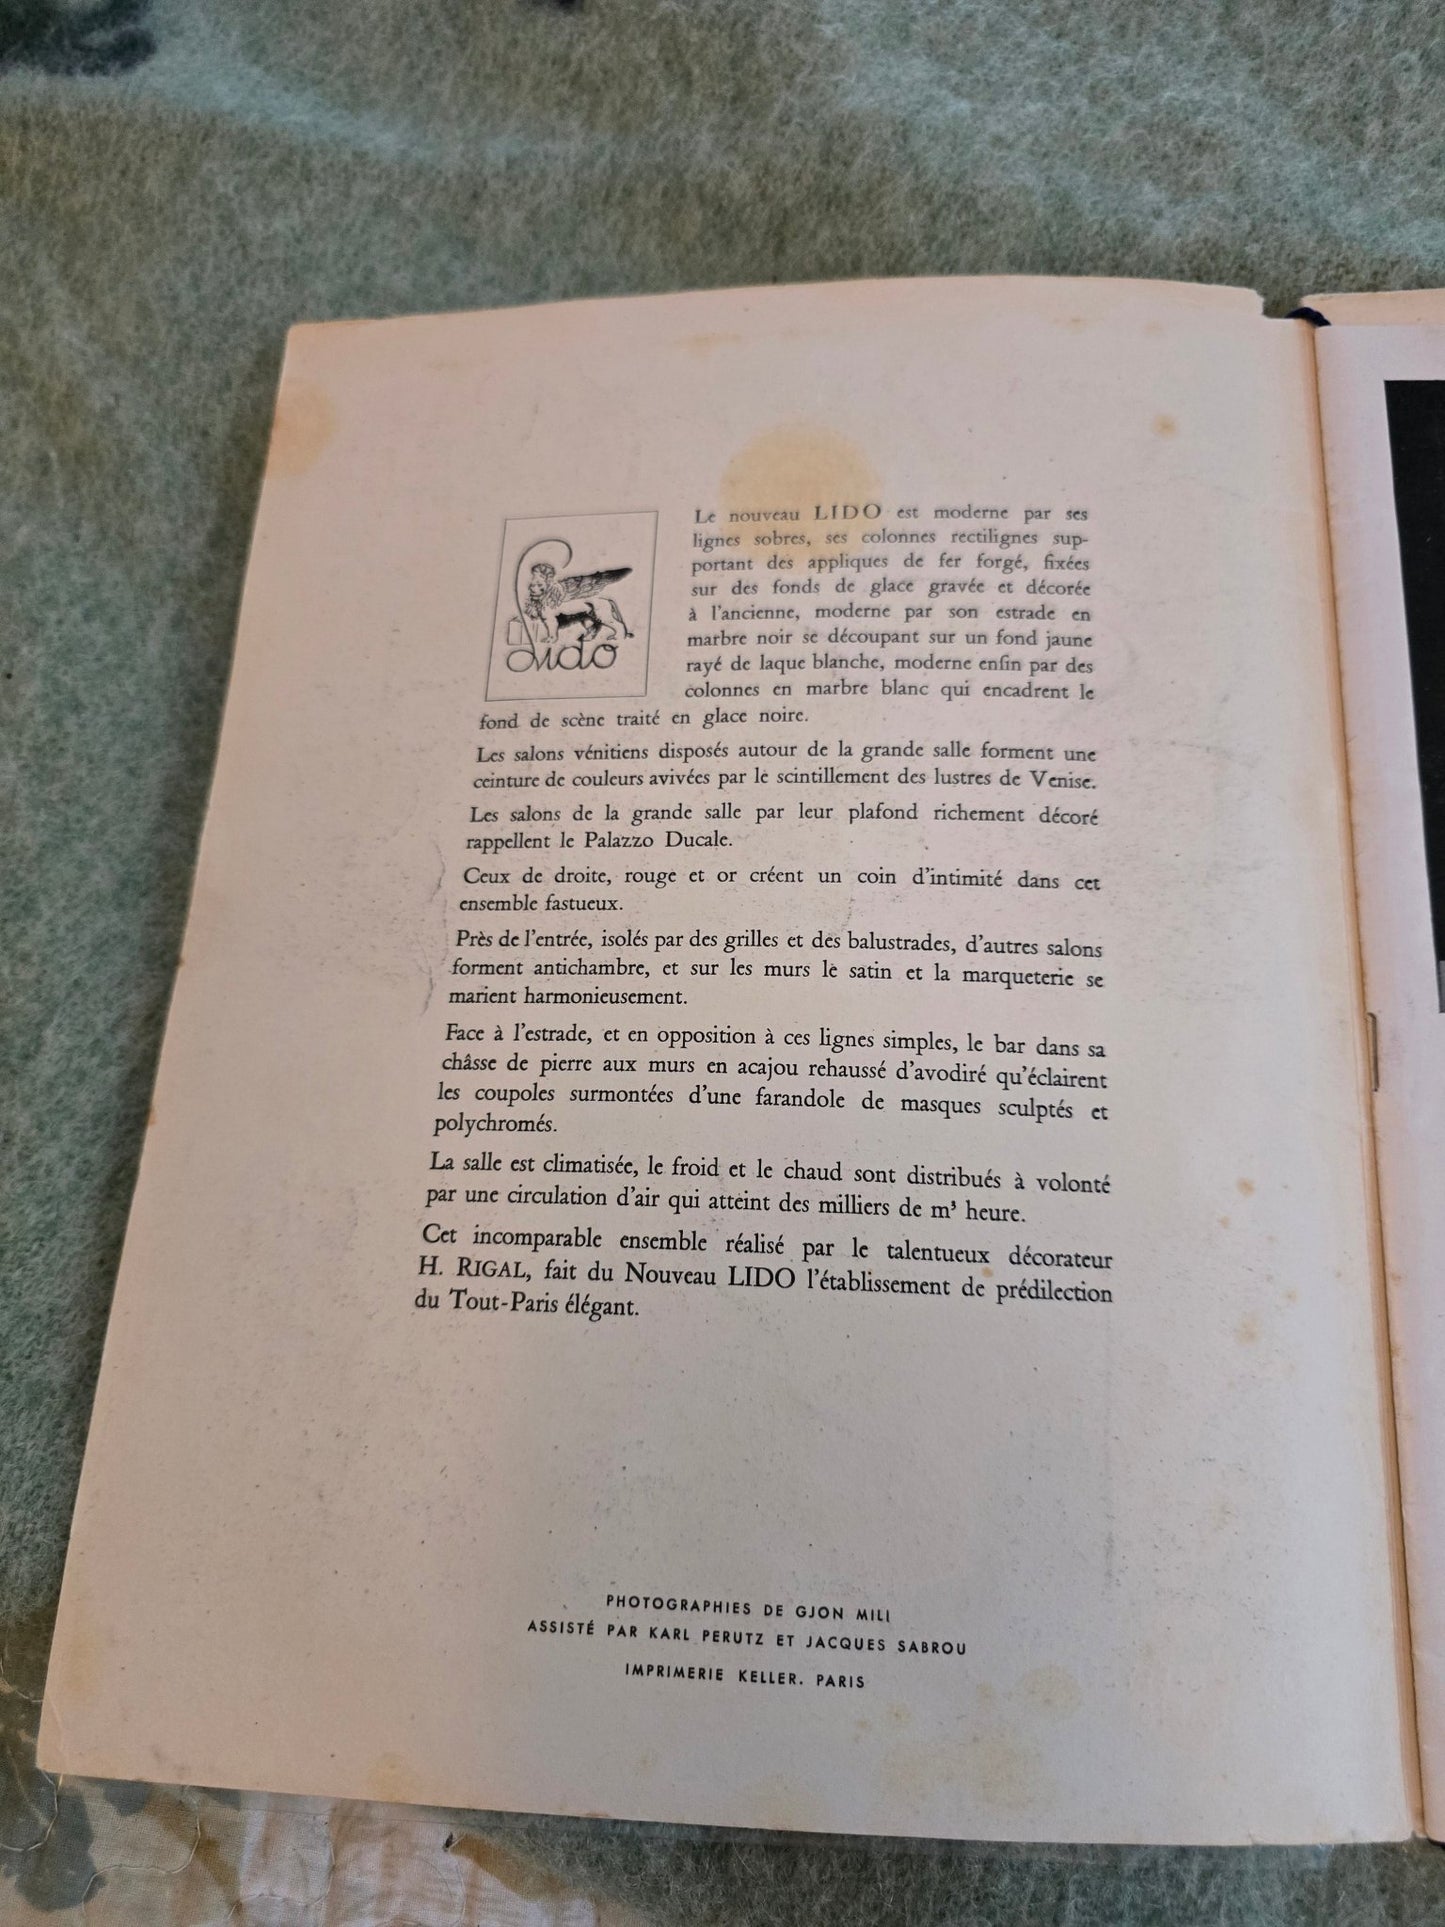 Lido
Le nouveau LIDO est moderne par ses
lignes sobres, ses colonnes rectilignes sup-
portant des appliques de fer forgé, fixées
sur des fonds de glace gravée et décorée
à l'ancienne, moderne par son estrade en
marbre noir se découpant sur un fond jaune
rayé de laque blanche, moderne enfin par des
colonnes en marbre blanc qui encadrent le
fond de scène traité en glace noire.
Les salons vénitiens disposés autour de la grande salle forment une
ceinture de couleurs avivées par le scintillement des lustres de Venise.
Les salons de la grande salle par leur plafond richement décoré
rappellent le Palazzo Ducale.
Ceux de droite, rouge et or créent un coin d'intimité dans cet
ensemble fastueux.
Près de l'entrée, isolés par des grilles et des balustrades, d'autres salons
forment antichambre, et sur les murs le satin et la marqueterie se
marient harmonieusement.
Face à l'estrade, et en opposition à ces lignes simples, le bar dans sa
châsse de pierre aux murs en acajou rehaussé d'avodiré qu'éclairent
les coupoles surmontées d'une farandole de masques sculptés et
polychromés.
La salle est climatisée, le froid et le chaud sont distribués à volonté
par une circulation d'air qui atteint des milliers de m³ heure.
Cet incomparable ensemble réalisé par le talentueux décorateur
H. RIGAL, fait du Nouveau LIDO l'établissement de prédilection
du Tout-Paris élégant.
PHOTOGRAPHIES DE GJON MILI
ASSISTÉ PAR KARL PERUTZ ET JACQUES SABROU
IMPRIMERIE KELLER. PARIS